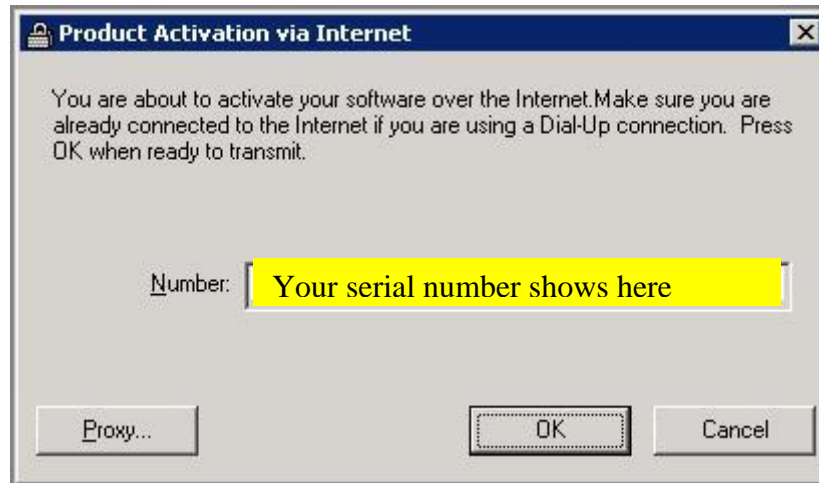 Product Activation via Internet
You are about to activate your software over the Internet.Make sure you are
already connected to the Internet if you are using a Dial-Up connection. Press
OK when ready to transmit.
Number: Your serial number shows here
Proxy... OK Cancel